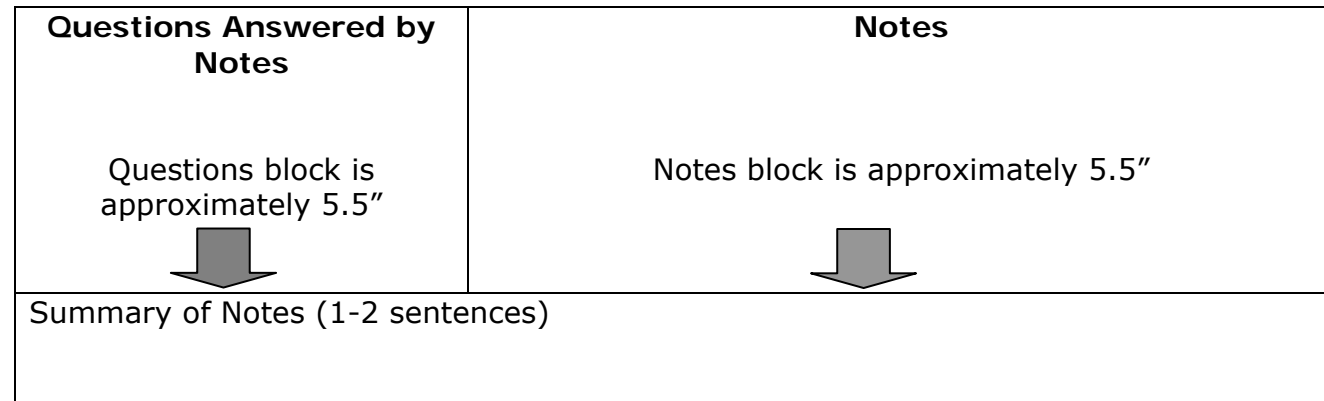 Questions Answered by
Notes
Questions block is
approximately 5.5”
Notes
Notes block is approximately 5.5”
Summary of Notes (1-2 sentences)